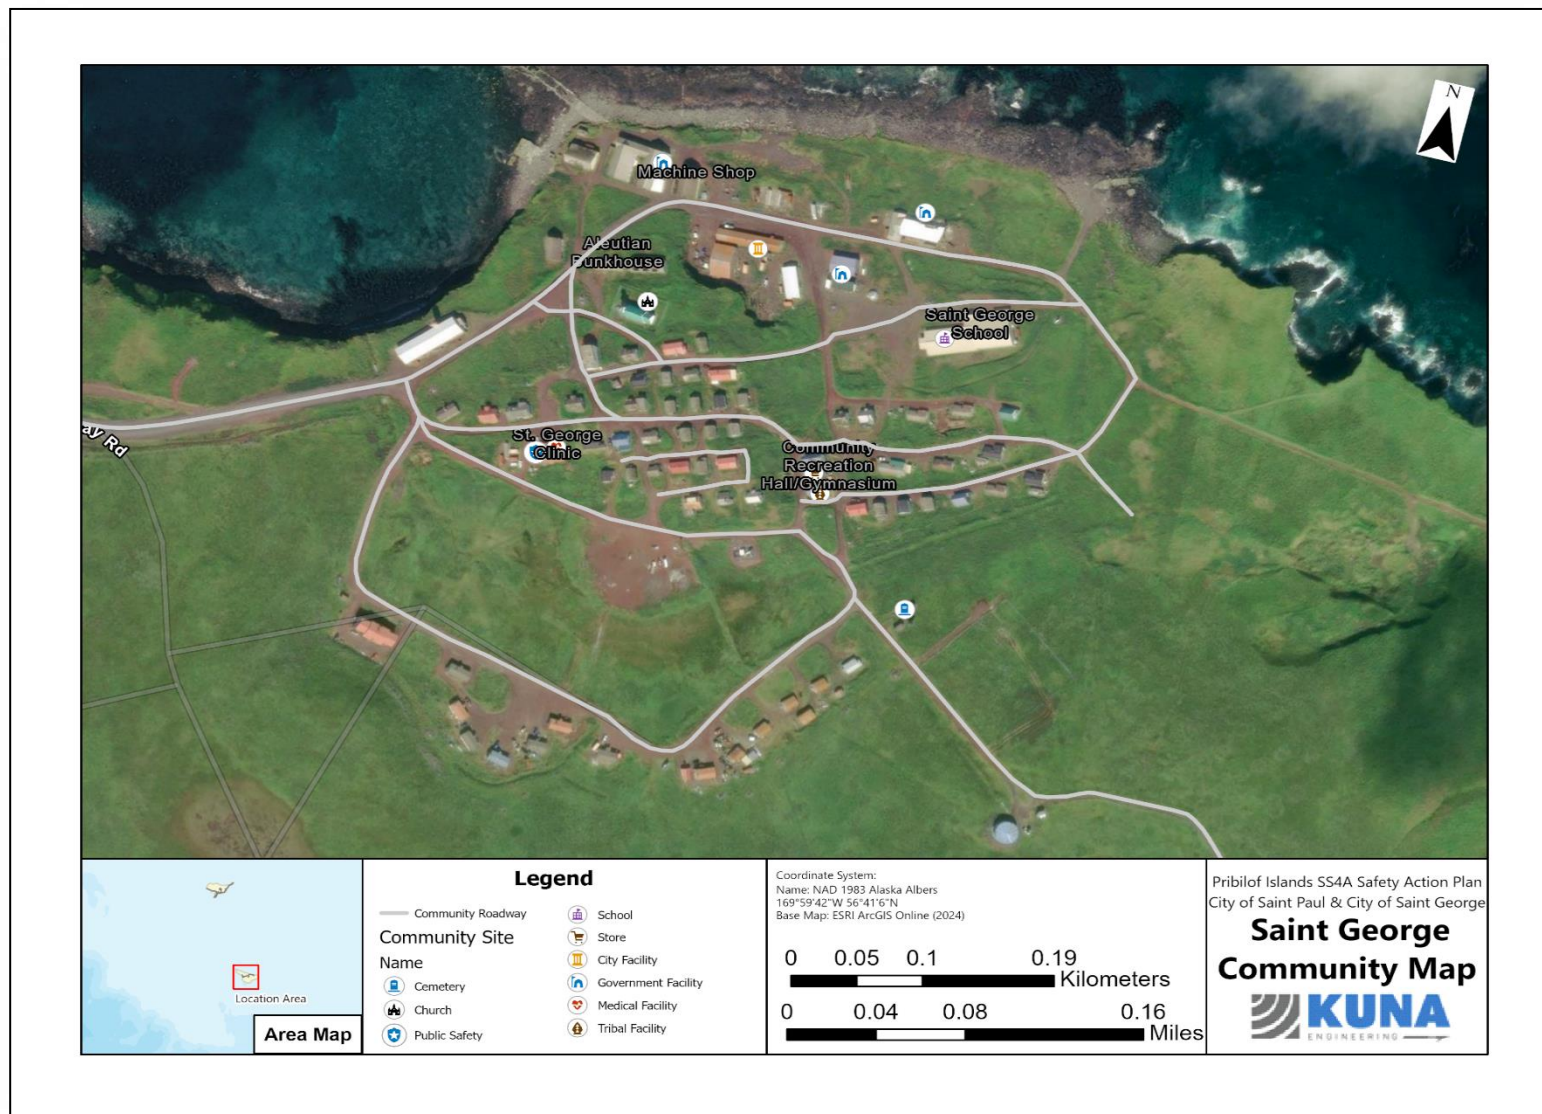 N
Machine Shop
Aleutian
Bunkhouse
Saint George
School
ay Rd
St. George
Clinic
Community
Recreation
Hall/Gymnasium
Location Area
Area Map
Legend
Community Roadway
Community Site
Name
Cemetery
Church
Public Safety
School
Store
City Facility
Government Facility
Medical Facility
Tribal Facility
Coordinate System:
Name: NAD 1983 Alaska Albers
169°59'42"W 56°41'6"N
Base Map: ESRI ArcGIS Online (2024)
0 0.05 0.1 0.19
Kilometers
0 0.04 0.08 0.16
Miles
Pribilof Islands SS4A Safety Action Plan
City of Saint Paul & City of Saint George
Saint George
Community Map
KUNA
ENGINEERING